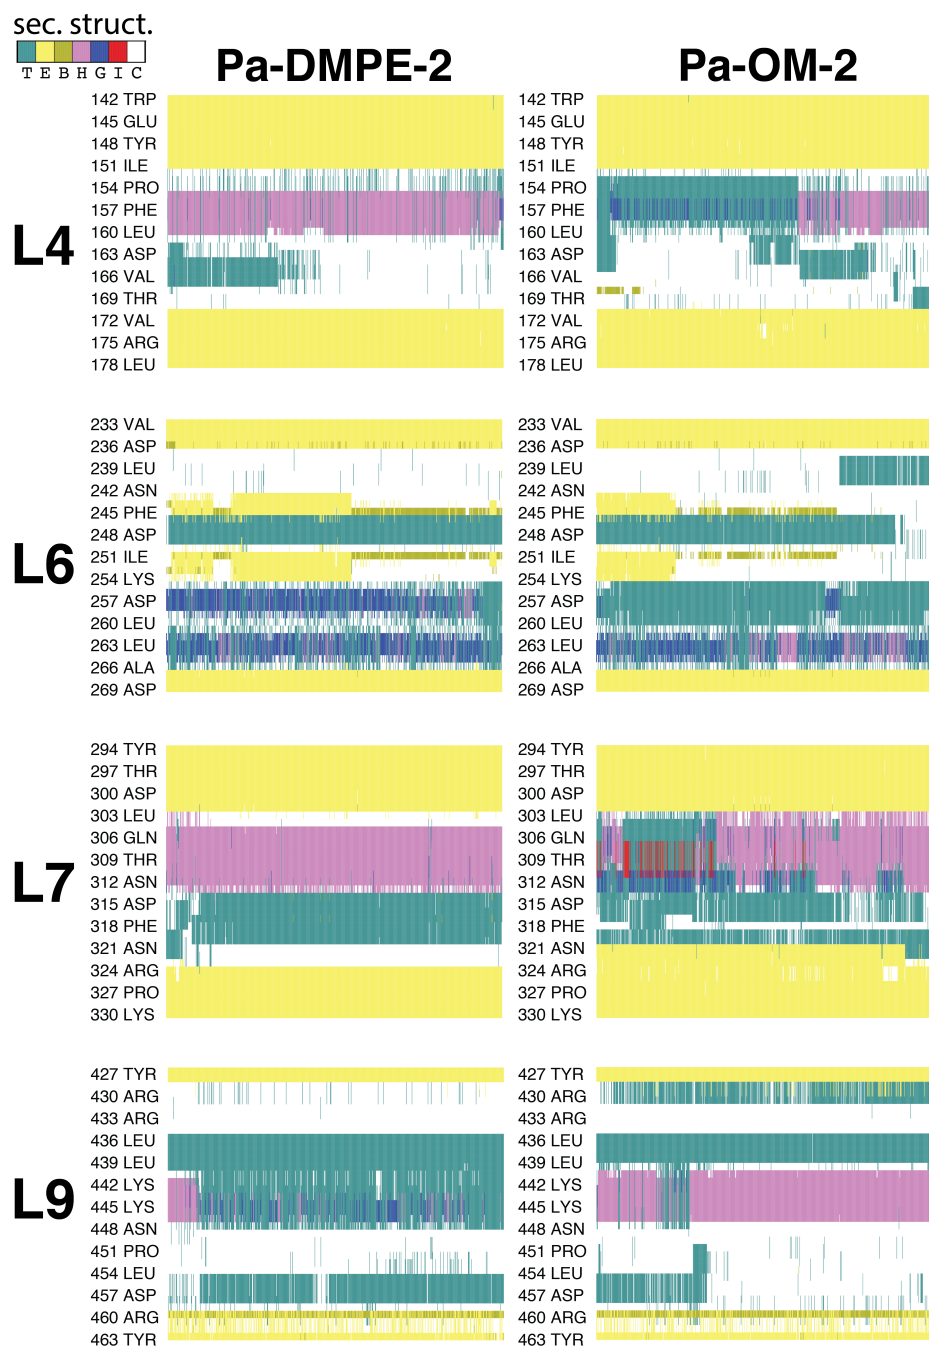 sec. struct.
T E B H G I C
Pa-DMPE-2 Pa-OM-2
L4
142 TRP 142 TRP
145 GLU 145 GLU
148 TYR 148 TYR
151 ILE 151 ILE
154 PRO 154 PRO
157 PHE 157 PHE
160 LEU 160 LEU
163 ASP 163 ASP
166 VAL 166 VAL
169 THR 169 THR
172 VAL 172 VAL
175 ARG 175 ARG
178 LEU 178 LEU
L6
233 VAL 233 VAL
236 ASP 236 ASP
239 LEU 239 LEU
242 ASN 242 ASN
245 PHE 245 PHE
248 ASP 248 ASP
251 ILE 251 ILE
254 LYS 254 LYS
257 ASP 257 ASP
260 LEU 260 LEU
263 LEU 263 LEU
266 ALA 266 ALA
269 ASP 269 ASP
L7
294 TYR 294 TYR
297 THR 297 THR
300 ASP 300 ASP
303 LEU 303 LEU
306 GLN 306 GLN
309 THR 309 THR
312 ASN 312 ASN
315 ASP 315 ASP
318 PHE 318 PHE
321 ASN 321 ASN
324 ARG 324 ARG
327 PRO 327 PRO
330 LYS 330 LYS
L9
427 TYR 427 TYR
430 ARG 430 ARG
433 ARG 433 ARG
436 LEU 436 LEU
439 LEU 439 LEU
442 LYS 442 LYS
445 LYS 445 LYS
448 ASN 448 ASN
451 PRO 451 PRO
454 LEU 454 LEU
457 ASP 457 ASP
460 ARG 460 ARG
463 TYR 463 TYR